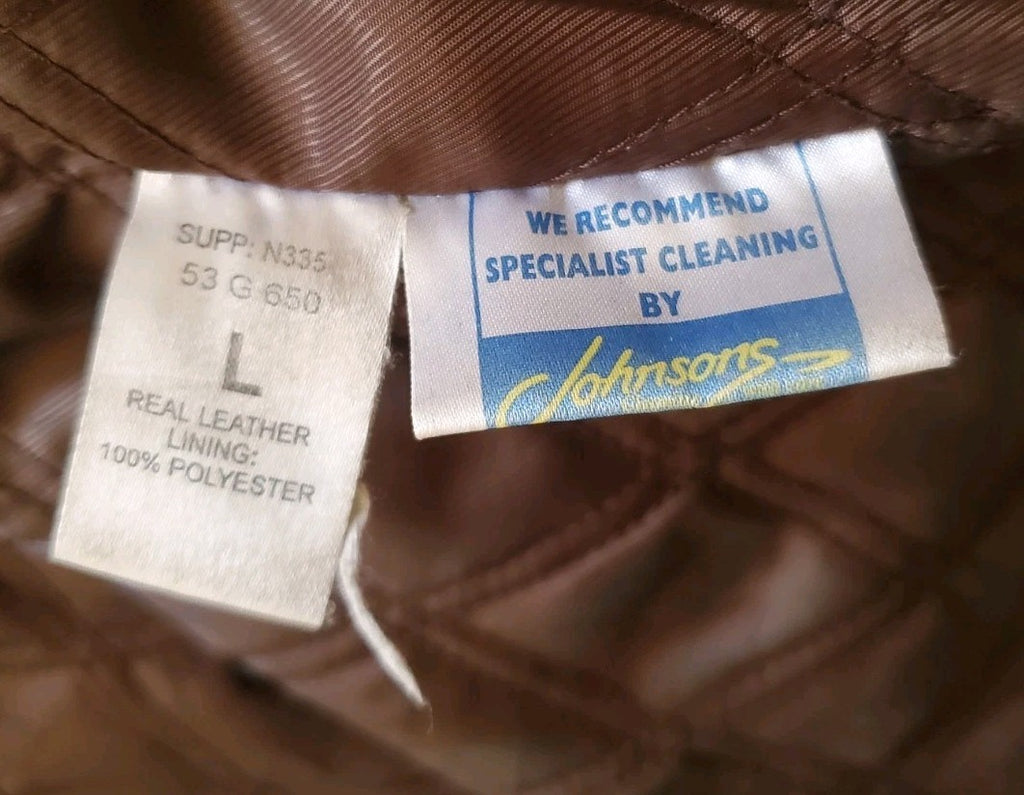 SUPP: N335
53 G 650
L
REAL LEATHER
LINING:
100% POLYESTER
WE RECOMMEND
SPECIALIST CLEANING
BY
Johnsons